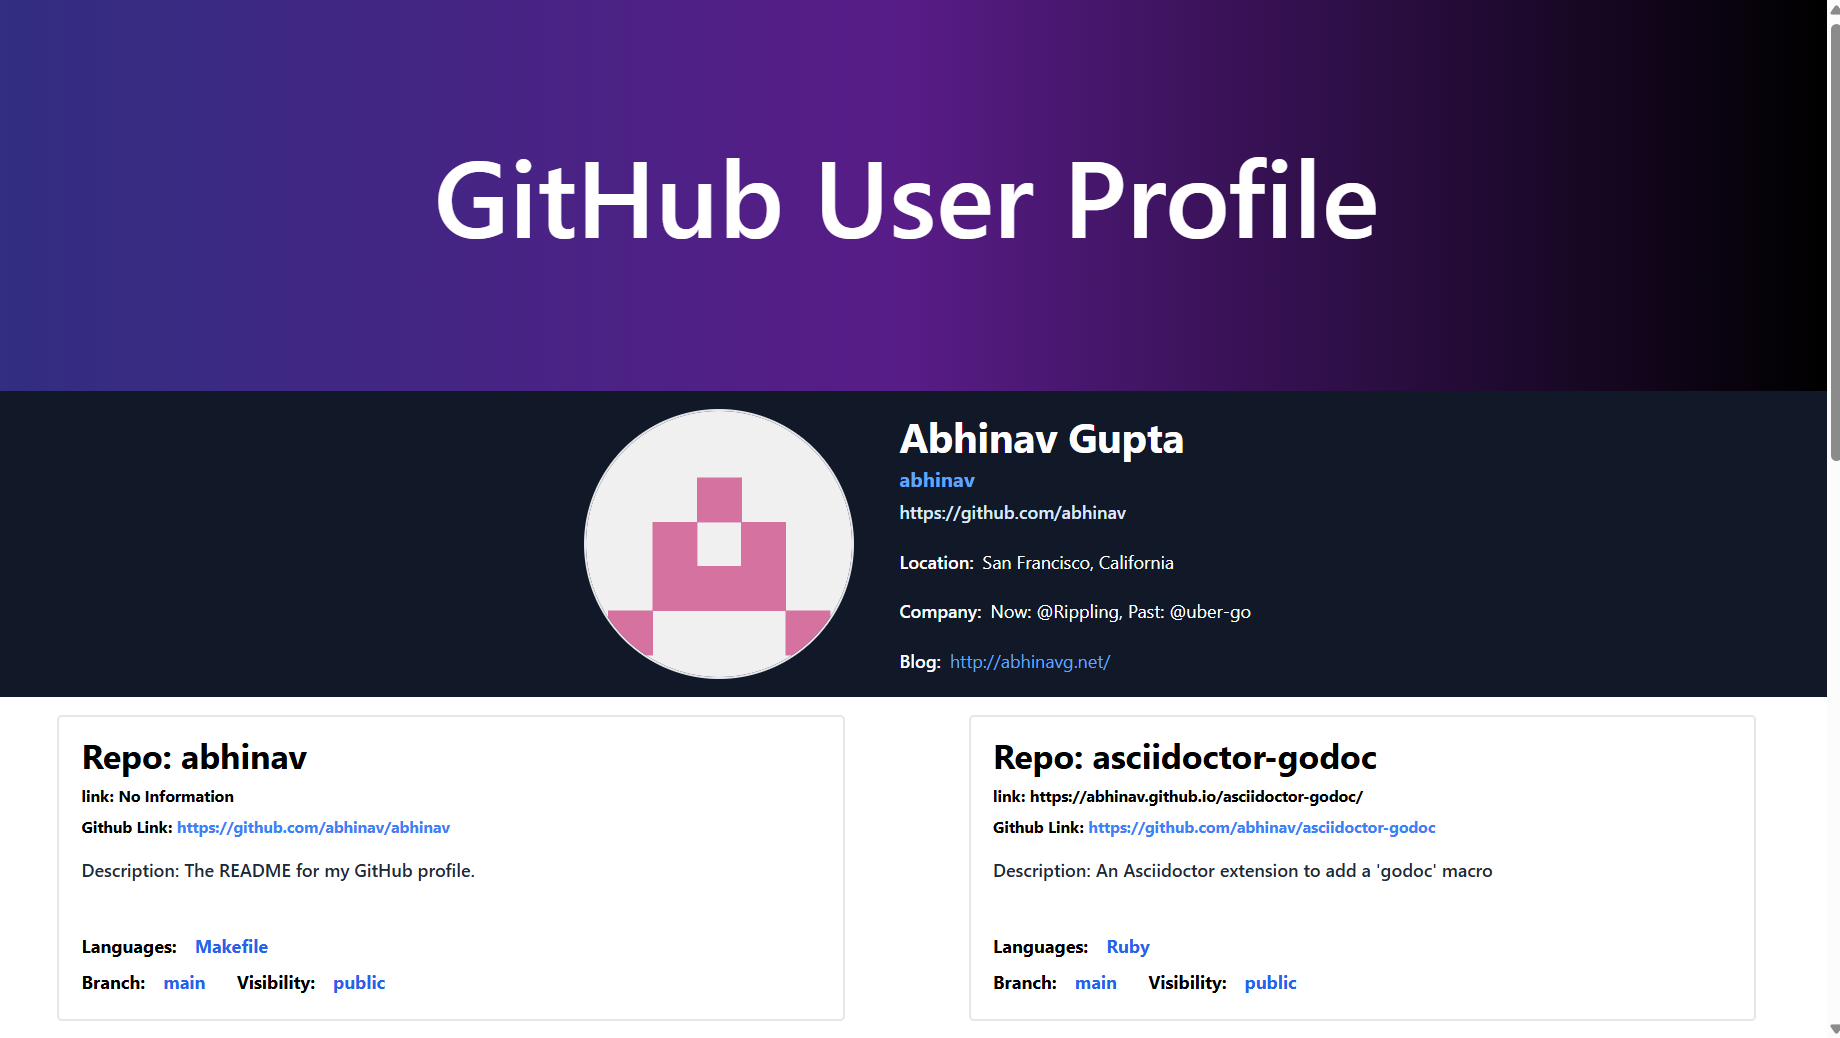 GitHub User Profile
Abhinav Gupta
abhinav
https://github.com/abhinav
Location: San Francisco, California
Company: Now: @Rippling, Past: @uber-go
Blog: http://abhinavg.net/
Repo: abhinav
link: No Information
Github Link: https://github.com/abhinav/abhinav
Description: The README for my GitHub profile.
Languages: Makefile
Branch: main Visibility: public
Repo: asciidoctor-godoc
link: https://abhinav.github.io/asciidoctor-godoc/
Github Link: https://github.com/abhinav/asciidoctor-godoc
Description: An Asciidoctor extension to add a 'godoc' macro
Languages: Ruby
Branch: main Visibility: public